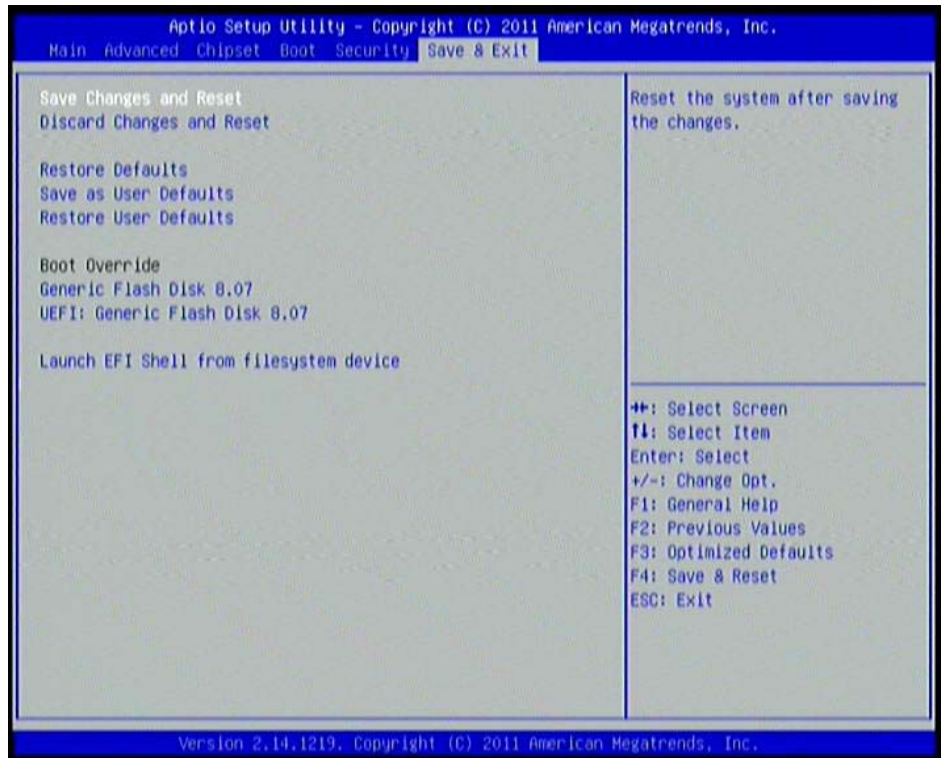 Aptio Setup Utility - Copyright (C) 2011 American Megatrends, Inc.
Main Advanced Chipset Boot Security Save & Exit
Save Changes and Reset
Discard Changes and Reset
Restore Defaults
Save as User Defaults
Restore User Defaults
Boot Override
Generic Flash Disk 8.07
UEFI: Generic Flash Disk 8.07
Launch EFI Shell from filesystem device
Reset the system after saving
the changes.
→←: Select Screen
↑↓: Select Item
Enter: Select
+/-: Change Opt.
F1: General Help
F2: Previous Values
F3: Optimized Defaults
F4: Save & Reset
ESC: Exit
Version 2.14.1219. Copyright (C) 2011 American Megatrends, Inc.